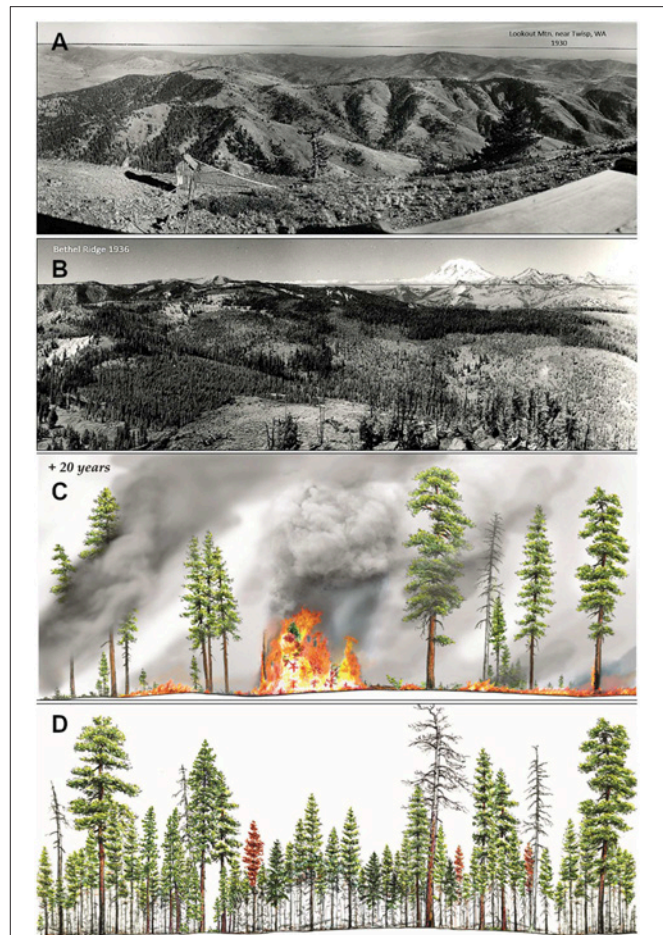 A
Lookout Mtn. near Twisp, WA
1930
B
Bethel Ridge 1936
+ 20 years
C
D